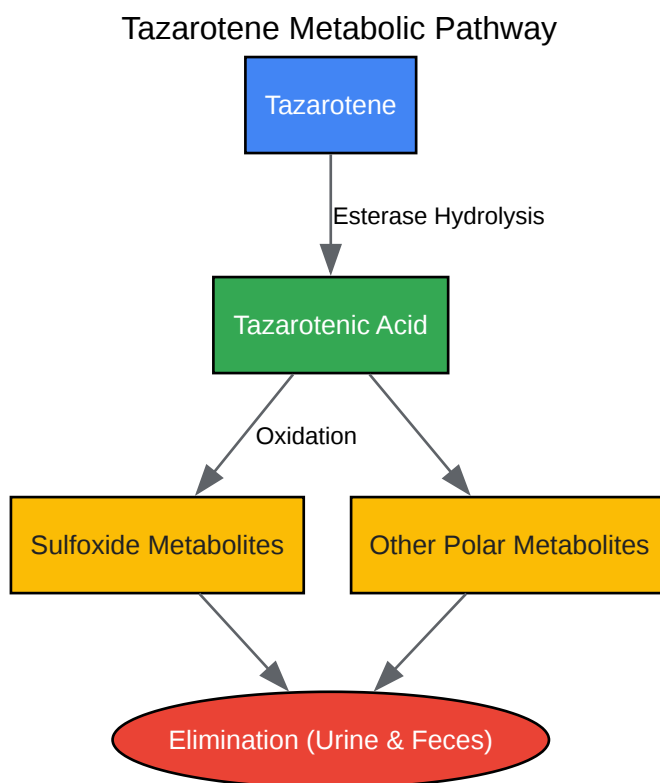 Tazarotene Metabolic Pathway
Tazarotene
Esterase Hydrolysis
Tazarotenic Acid
Oxidation
Sulfoxide Metabolites
Other Polar Metabolites
Elimination (Urine & Feces)